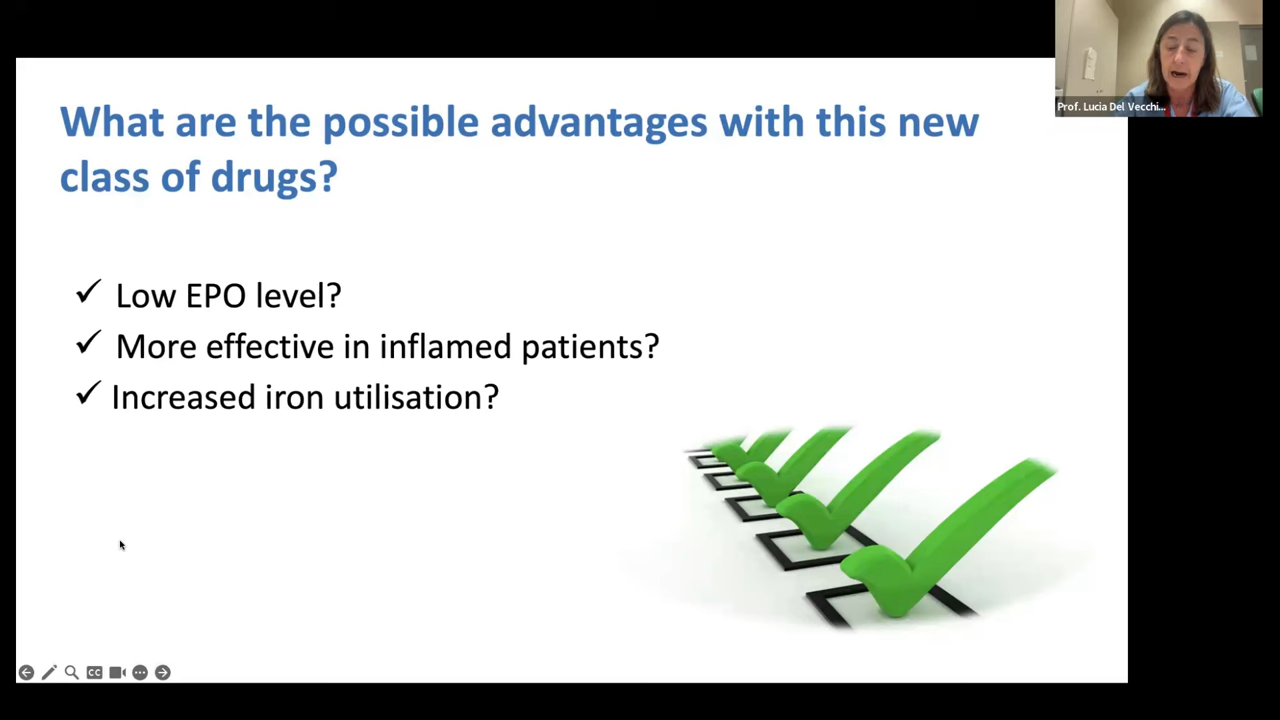 Prof. Lucia Del Vecchi...
What are the possible advantages with this new
class of drugs?
✓ Low EPO level?
✓ More effective in inflamed patients?
✓ Increased iron utilisation?
CC